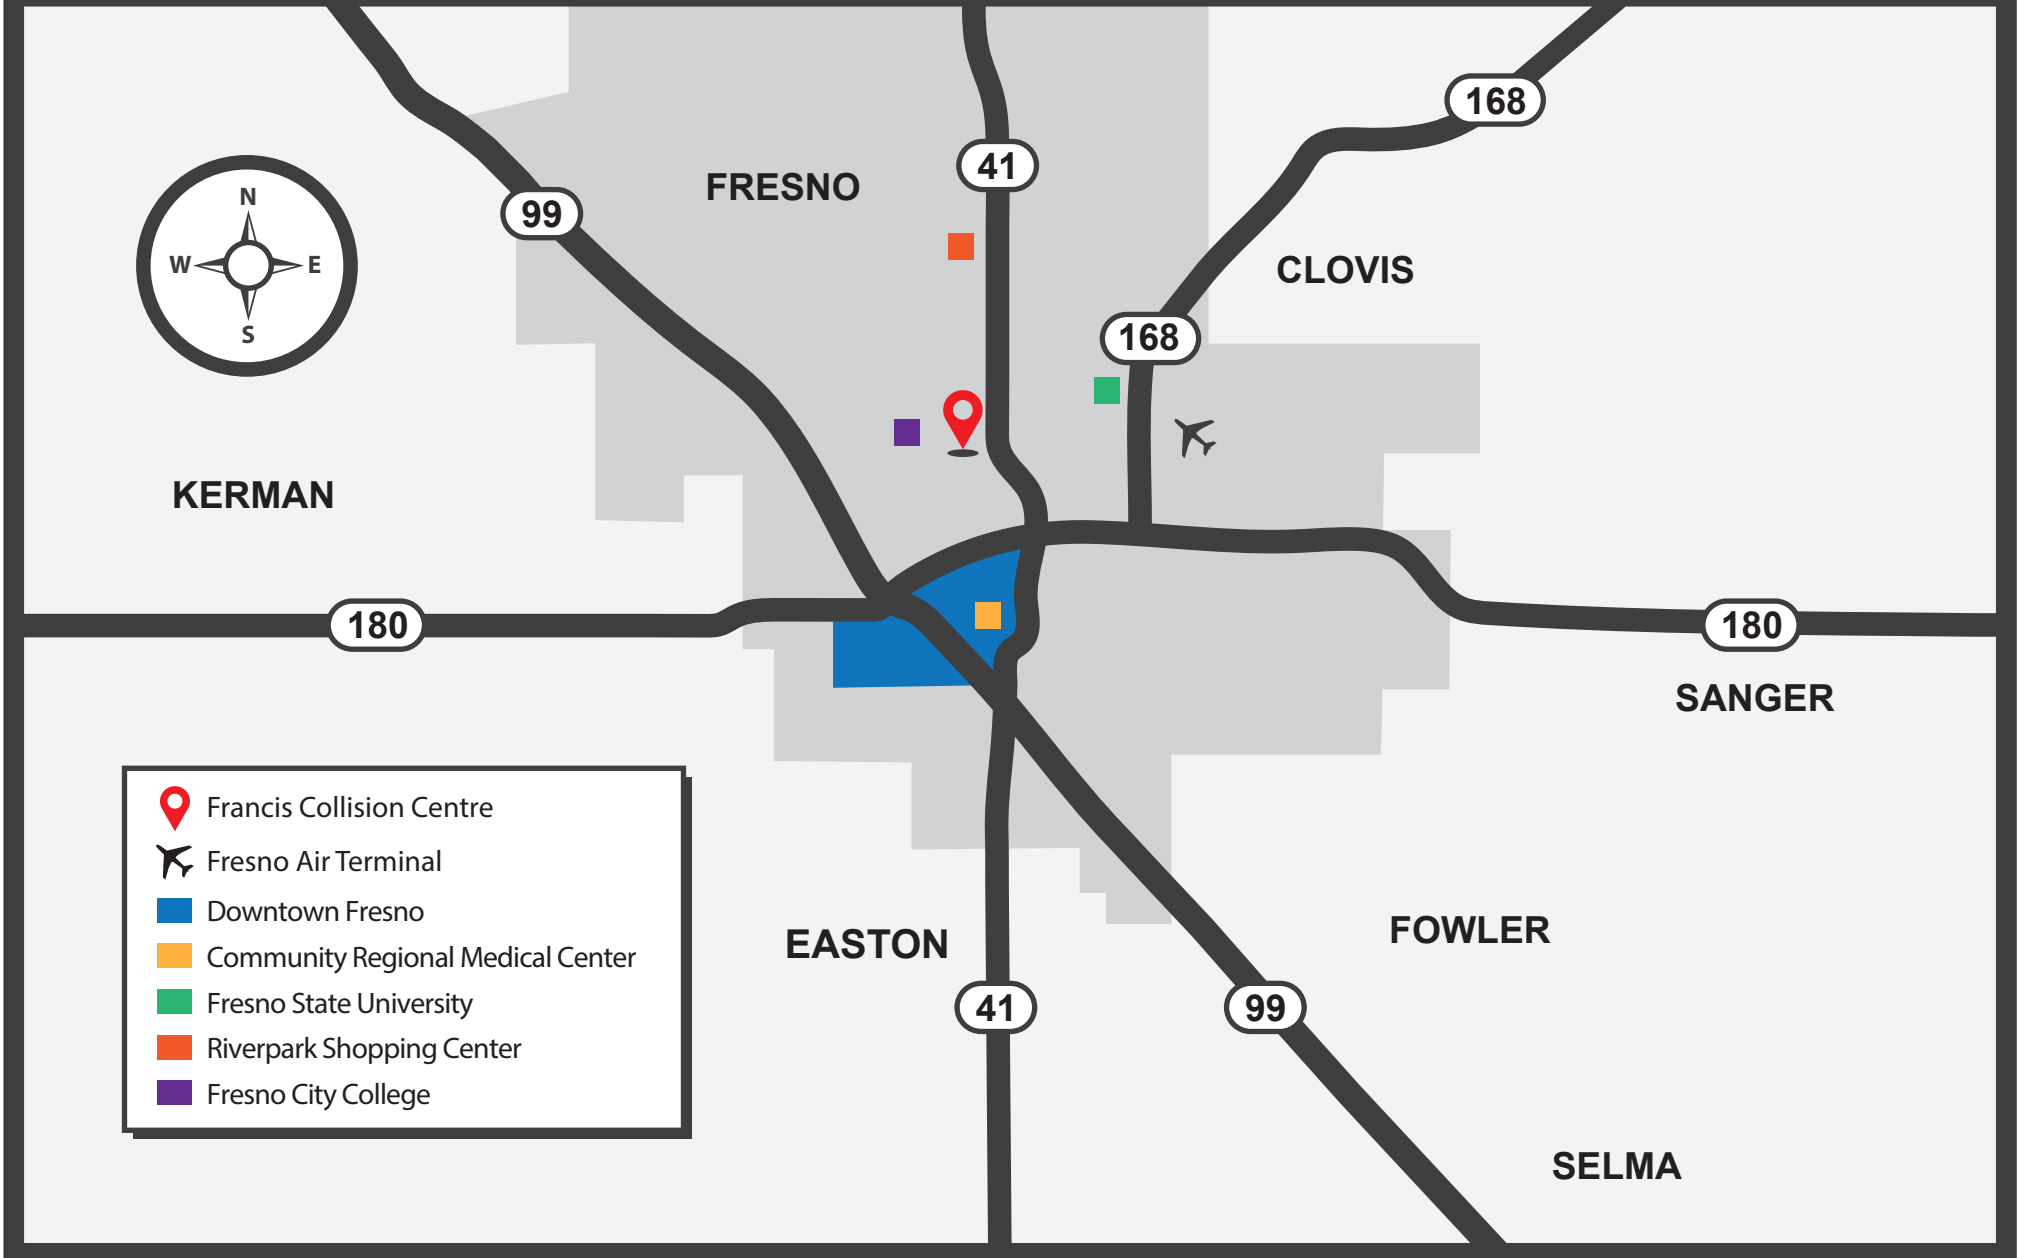 168
41
FRESNO
N
99
W
E
CLOVIS
S
168
KERMAN
180
180
SANGER
Francis Collision Centre
Fresno Air Terminal
Downtown Fresno
Community Regional Medical Center
Fresno State University
Riverpark Shopping Center
Fresno City College
EASTON
FOWLER
41
99
SELMA